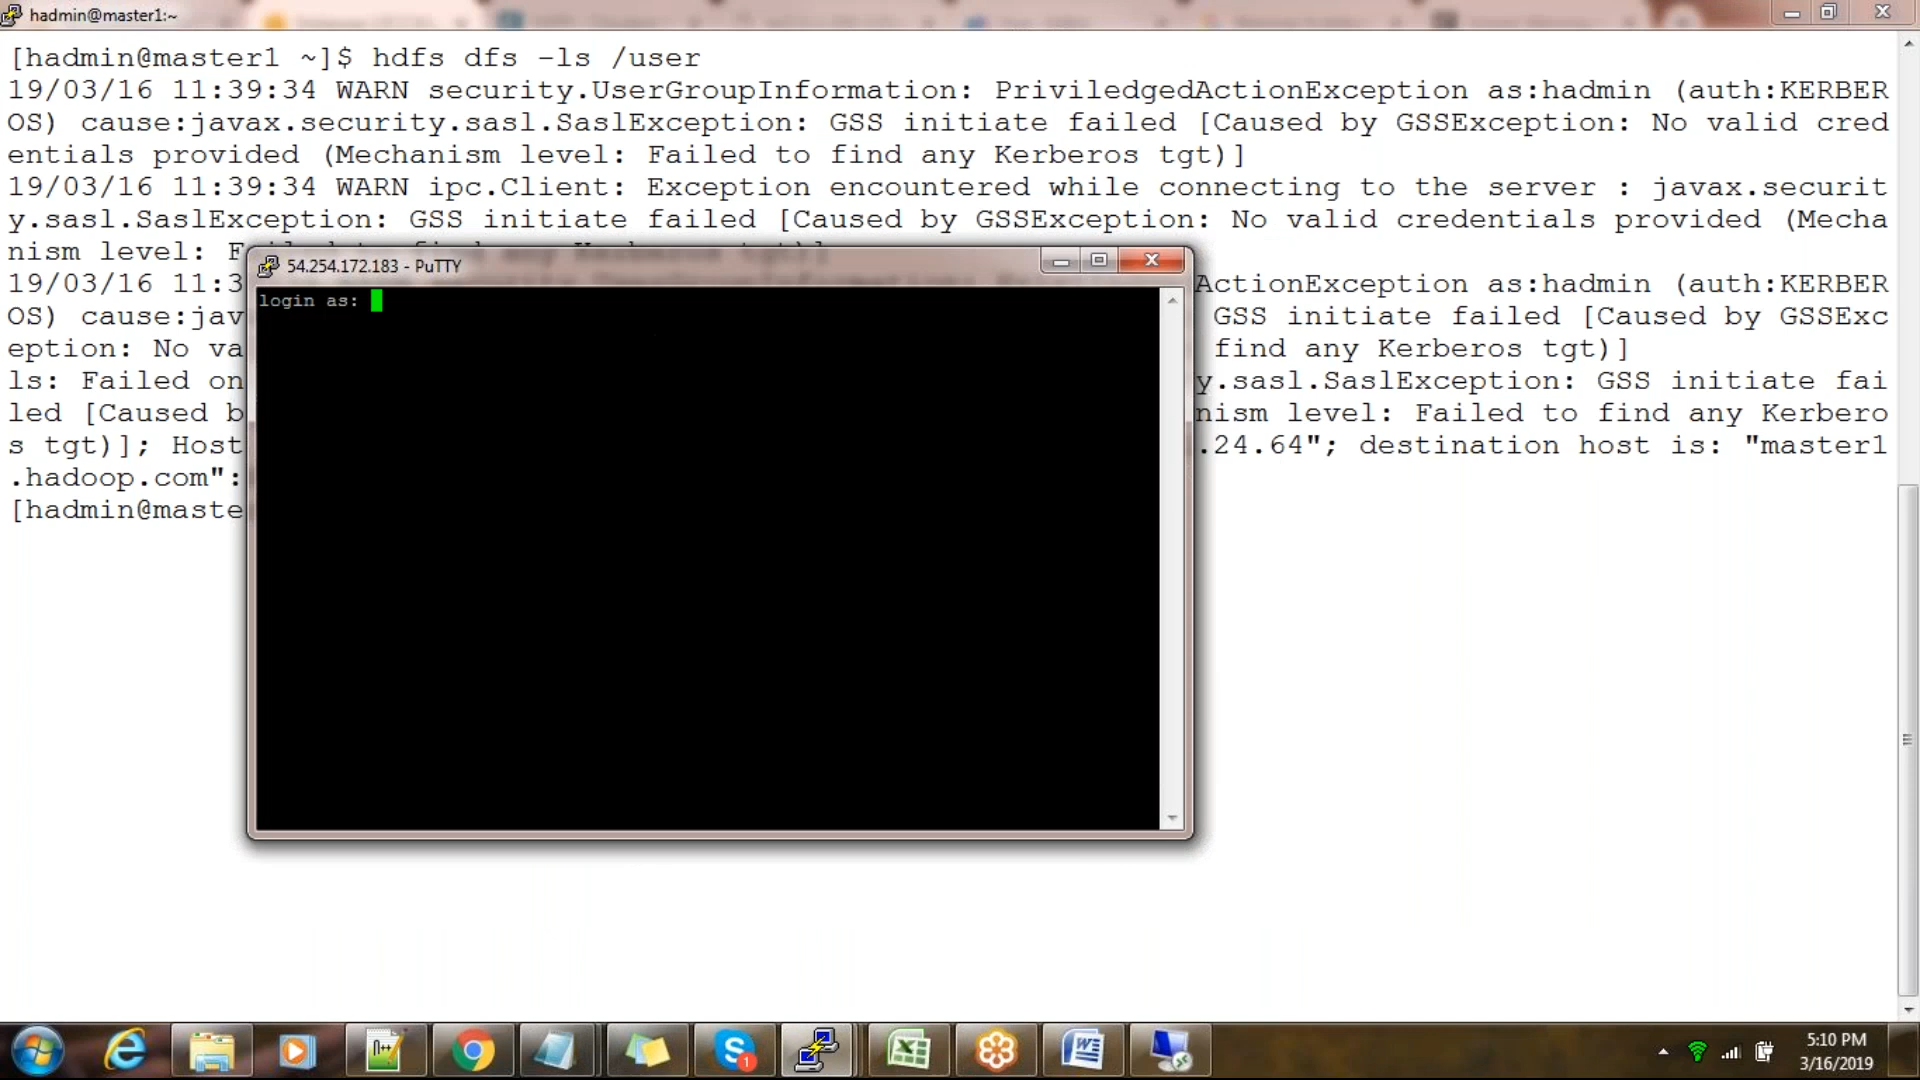 hadmin@master1:~
[hadmin@master1 ~]$ hdfs dfs -ls /user
19/03/16 11:39:34 WARN security.UserGroupInformation: PriviledgedActionException as:hadmin (auth:KERBER
OS) cause:javax.security.sasl.SaslException: GSS initiate failed [Caused by GSSException: No valid cred
entials provided (Mechanism level: Failed to find any Kerberos tgt)]
19/03/16 11:39:34 WARN ipc.Client: Exception encountered while connecting to the server : javax.securit
y.sasl.SaslException: GSS initiate failed [Caused by GSSException: No valid credentials provided (Mecha
nism level: F
19/03/16 11:3 ActionException as:hadmin (auth:KERBER
OS) cause:jav GSS initiate failed [Caused by GSSExc
eption: No va find any Kerberos tgt)]
ls: Failed on y.sasl.SaslException: GSS initiate fai
led [Caused b nism level: Failed to find any Kerbero
s tgt)]; Host .24.64"; destination host is: "master1
.hadoop.com":
[hadmin@maste
54.254.172.183 - PuTTY
login as:
5:10 PM
3/16/2019